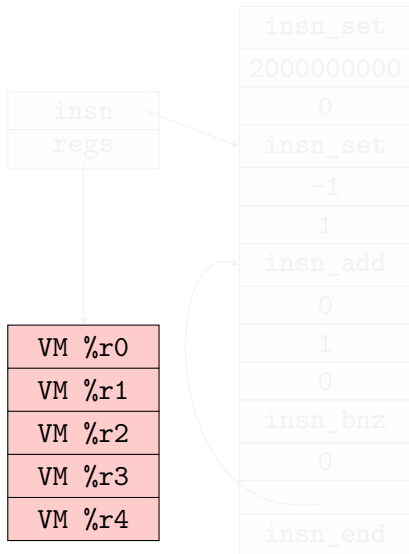 insn
regs
VM %r0
VM %r1
VM %r2
VM %r3
VM %r4
insn_set
2000000000
0
insn_set
-1
1
insn_add
0
1
0
insn_bnz
0
insn_end